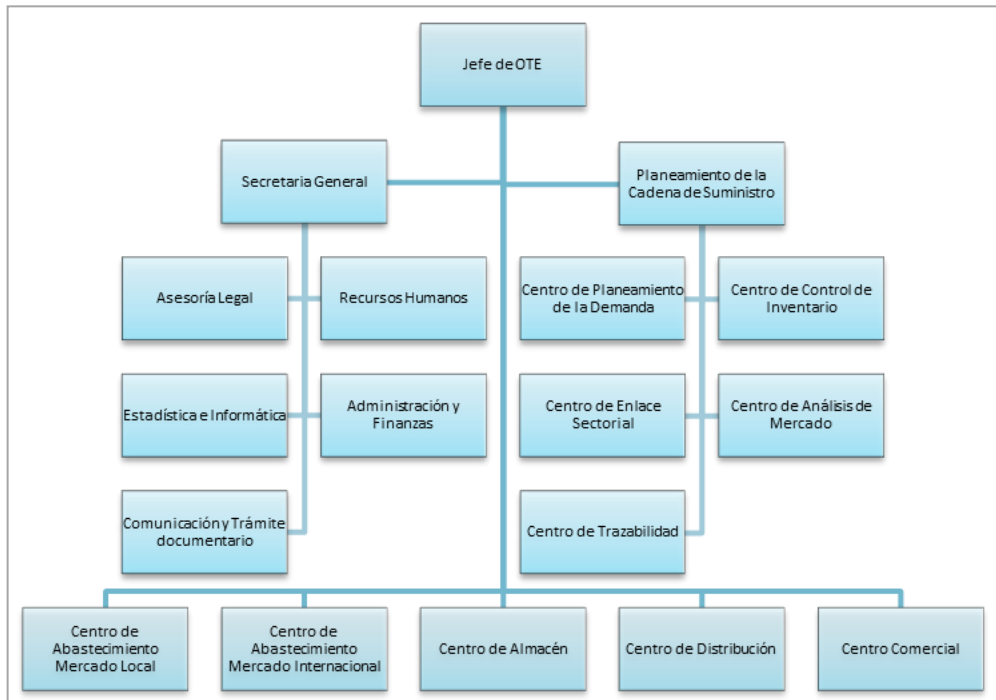 Jefe de OTE
Secretaria General
Planeamiento de la
Cadena de Suministro
Asesoría Legal
Recursos Humanos
Centro de Planeamiento
de la Demanda
Centro de Control de
Inventario
Estadística e Informática
Administración y
Finanzas
Centro de Enlace
Sectorial
Centro de Análisis de
Mercado
Comunicación y Trámite
documentario
Centro de Trazabilidad
Centro de
Abastecimiento
Mercado Local
Centro de
Abastecimiento
Mercado Internacional
Centro de Almacén
Centro de Distribución
Centro Comercial